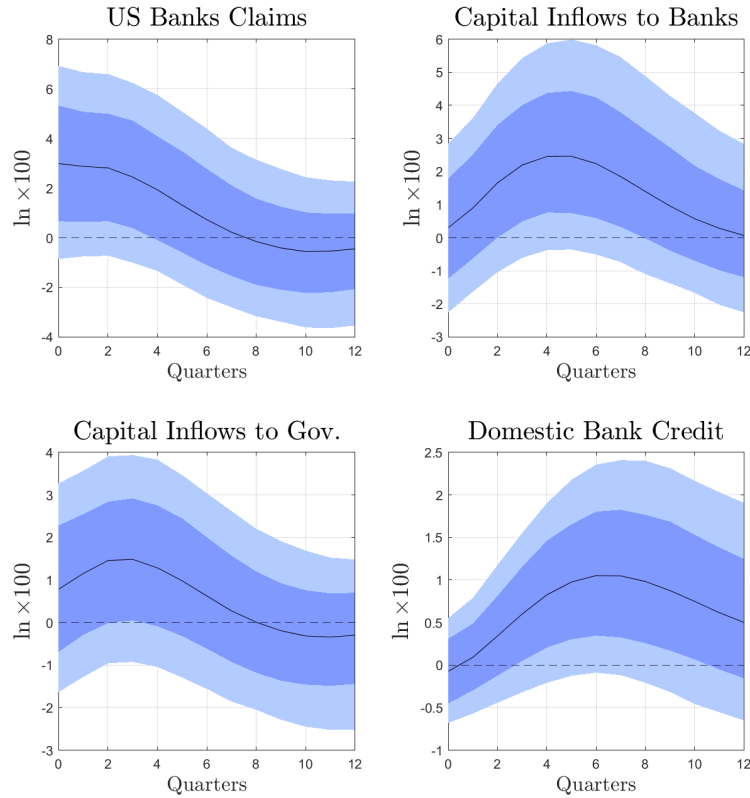 US Banks Claims
8
6
4
2
0
-2
-4
ln ×100
0 2 4 6 8 10 12
Quarters
Capital Inflows to Banks
6
5
4
3
2
1
0
-1
-2
-3
ln ×100
0 2 4 6 8 10 12
Quarters
Capital Inflows to Gov.
4
3
2
1
0
-1
-2
-3
ln ×100
0 2 4 6 8 10 12
Quarters
Domestic Bank Credit
2.5
2
1.5
1
0.5
0
-0.5
-1
ln ×100
0 2 4 6 8 10 12
Quarters